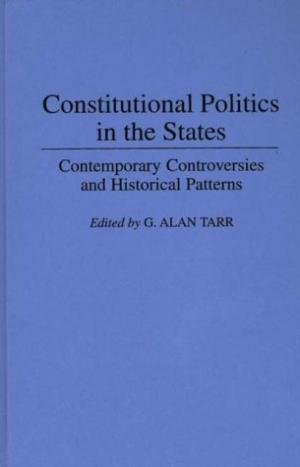 Constitutional Politics
in the States
Contemporary Controversies
and Historical Patterns
Edited by G. ALAN TARR